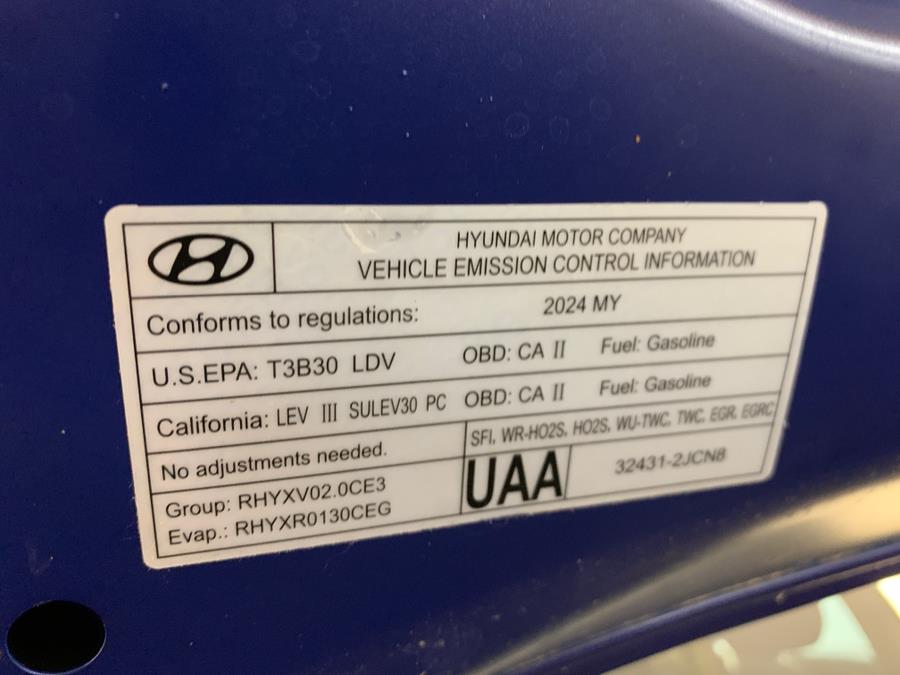 HYUNDAI MOTOR COMPANY
VEHICLE EMISSION CONTROL INFORMATION
Conforms to regulations: 2024 MY
U.S.EPA: T3B30 LDV OBD: CA II Fuel: Gasoline
California: LEV III SULEV30 PC OBD: CA II Fuel: Gasoline
No adjustments needed.
SFI, WR-HO2S, HO2S, WU-TWC, TWC, EGR, EGRC
Group: RHYXV02.0CE3
Evap.: RHYXR0130CEG
UAA
32431-2JCN8